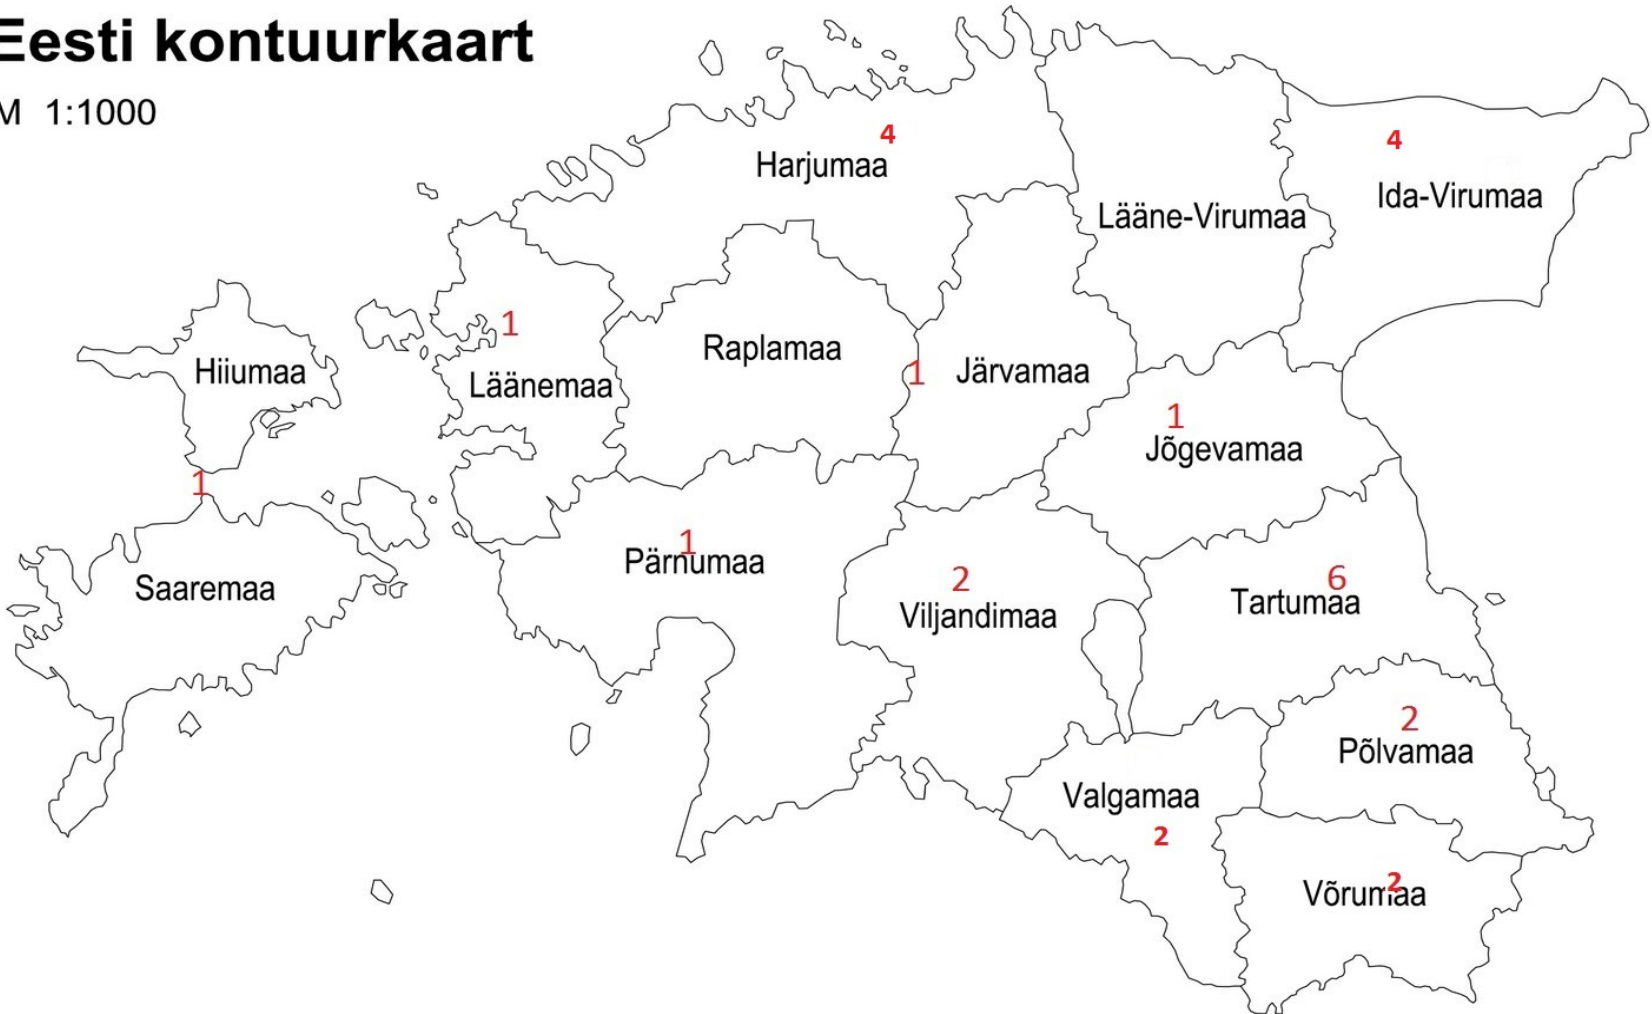 Eesti kontuurkaart
M 1:1000
4
Harjumaa
4
Ida-Virumaa
Lääne-Virumaa
1
Läänemaa
Raplamaa
1
Järvamaa
Hiiumaa
1
Jõgevamaa
1
Saaremaa
1
Pärnumaa
2
Viljandimaa
6
Tartumaa
2
Põlvamaa
Valgamaa
2
2
Võrumaa